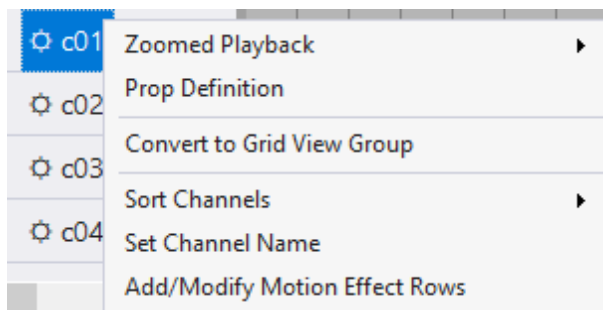 c01
Zoomed Playback
Prop Definition
c02
Convert to Grid View Group
c03
Sort Channels
c04
Set Channel Name
Add/Modify Motion Effect Rows